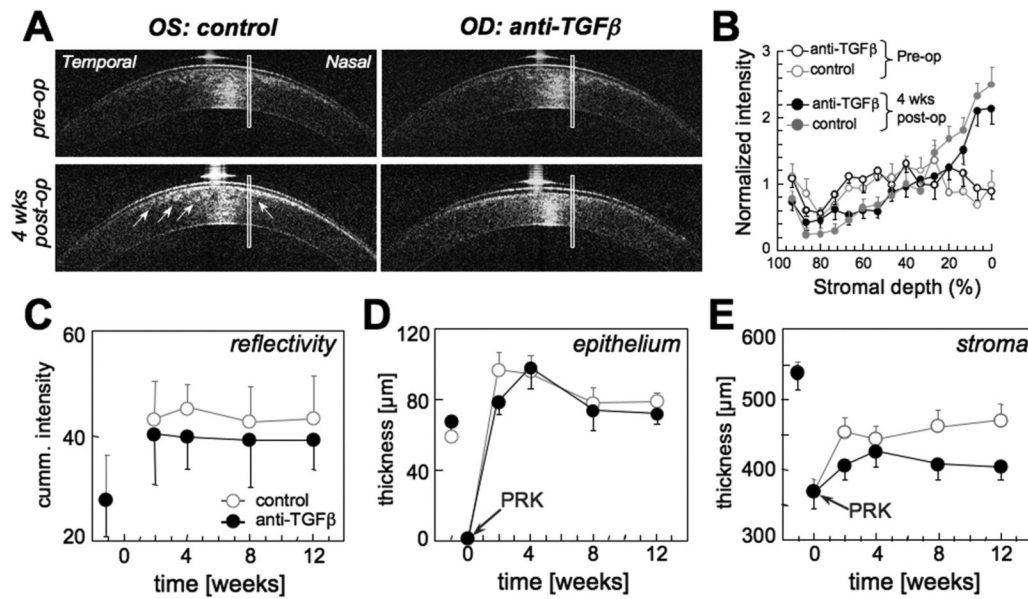 A
OS: control
OD: anti-TGFβ
Temporal
Nasal
pre-op
4 wks
post-op
B
Normalized intensity
3
2
1
0
anti-TGFβ
control
Pre-op
anti-TGFβ
control
4 wks
post-op
100 80 60 40 20 0
Stromal depth (%)
C
reflectivity
cumm. intensity
60
40
20
control
anti-TGFβ
0 4 8 12
time [weeks]
D
epithelium
thickness [µm]
120
80
40
0
PRK
0 4 8 12
time [weeks]
E
stroma
thickness [µm]
600
500
400
300
PRK
0 4 8 12
time [weeks]